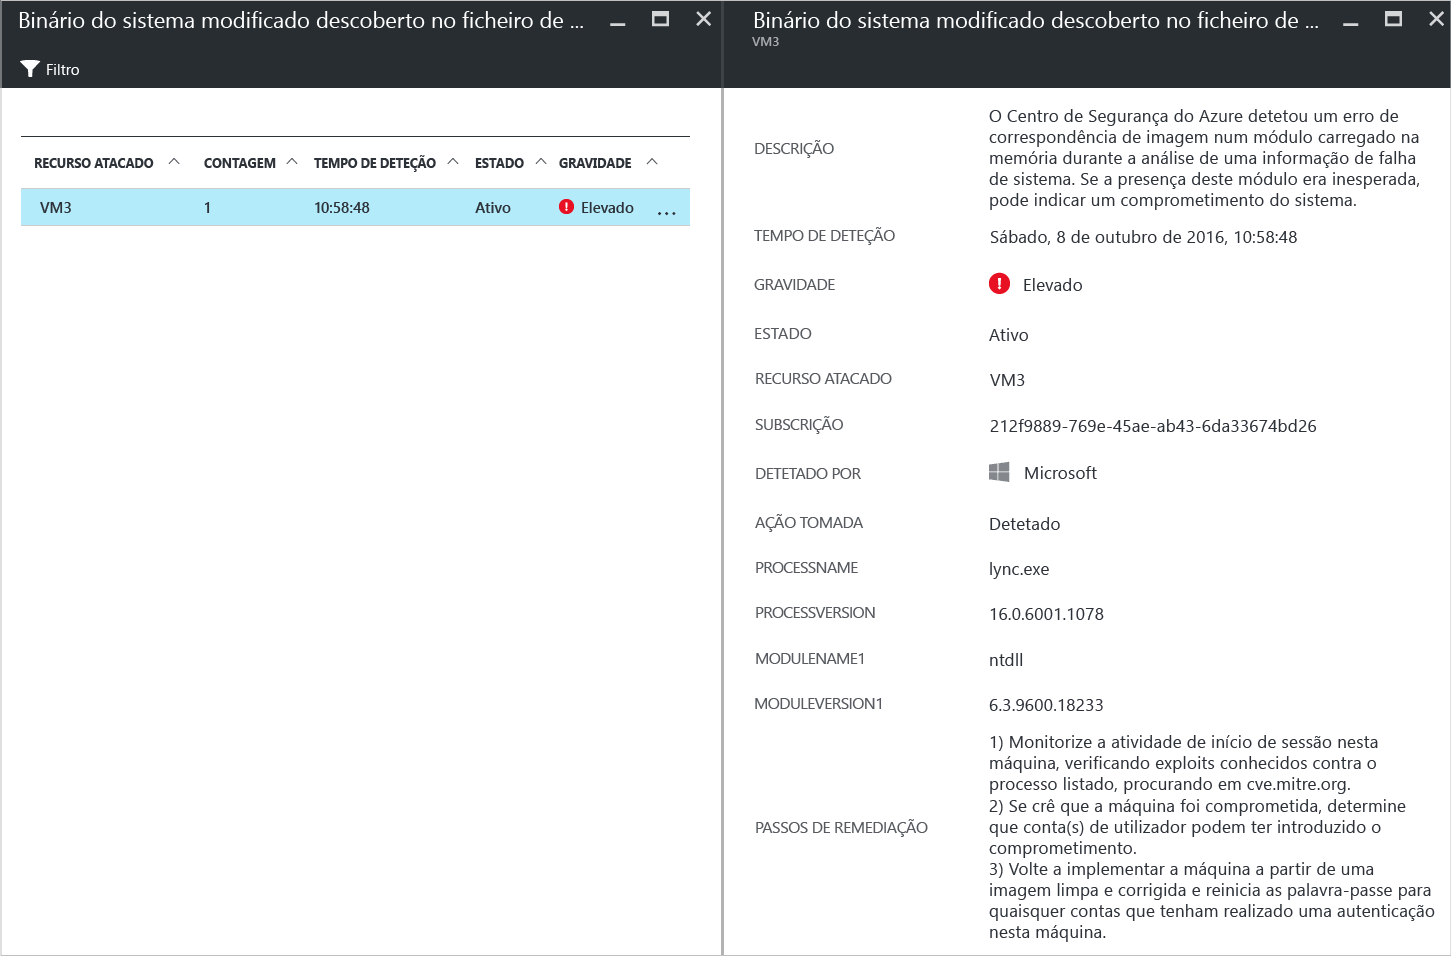 Binário do sistema modificado descoberto no ficheiro de ...
Filtro
RECURSO ATACADO CONTAGEM TEMPO DE DETEÇÃO ESTADO GRAVIDADE
VM3 1 10:58:48 Ativo Elevado ...
Binário do sistema modificado descoberto no ficheiro de ...
VM3
DESCRIÇÃO
O Centro de Segurança do Azure detetou um erro de
correspondência de imagem num módulo carregado na
memória durante a análise de uma informação de falha
de sistema. Se a presença deste módulo era inesperada,
pode indicar um comprometimento do sistema.
TEMPO DE DETEÇÃO Sábado, 8 de outubro de 2016, 10:58:48
GRAVIDADE Elevado
ESTADO Ativo
RECURSO ATACADO VM3
SUBSCRIÇÃO 212f9889-769e-45ae-ab43-6da33674bd26
DETETADO POR Microsoft
AÇÃO TOMADA Detetado
PROCESSNAME lync.exe
PROCESSVERSION 16.0.6001.1078
MODULENAME1 ntdll
MODULEVERSION1 6.3.9600.18233
PASSOS DE REMEDIAÇÃO
1) Monitorize a atividade de início de sessão nesta
máquina, verificando exploits conhecidos contra o
processo listado, procurando em cve.mitre.org.
2) Se crê que a máquina foi comprometida, determine
que conta(s) de utilizador podem ter introduzido o
comprometimento.
3) Volte a implementar a máquina a partir de uma
imagem limpa e corrigida e reinicia as palavra-passe para
quaisquer contas que tenham realizado uma autenticação
nesta máquina.